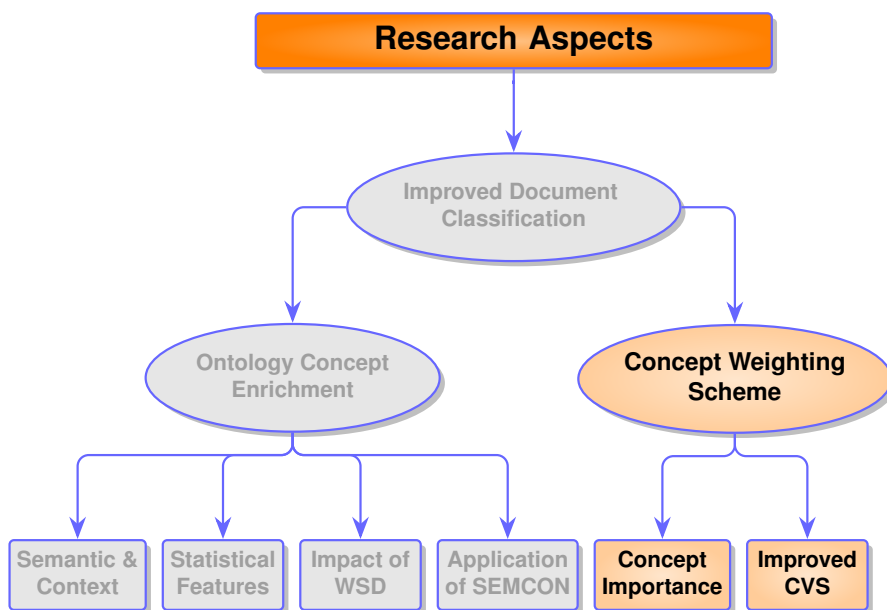 Research Aspects
Improved Document
Classification
Ontology Concept
Enrichment
Concept Weighting
Scheme
Semantic &
Context
Statistical
Features
Impact of
WSD
Application
of SEMCON
Concept
Importance
Improved
CVS